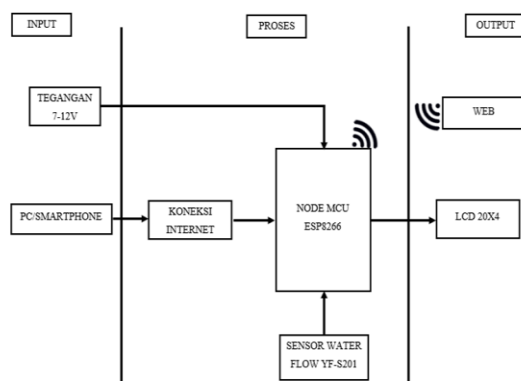 INPUT
PROSES
OUTPUT
TEGANGAN
7-12V
WEB
PC/SMARTPHONE
KONEKSI
INTERNET
NODE MCU
ESP8266
LCD 20X4
SENSOR WATER
FLOW YF-S201